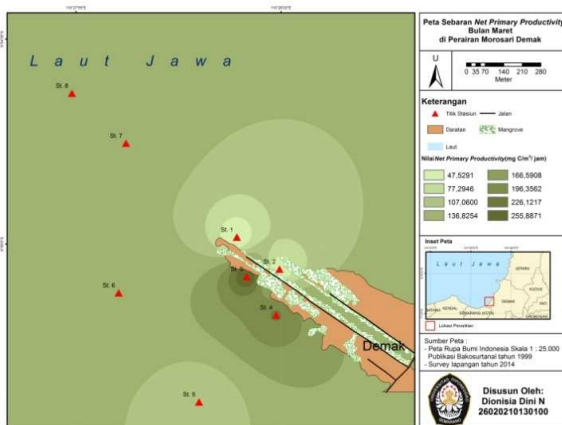 Peta Sebaran Net Primary Productivity
Bulan Maret
di Perairan Morosari Demak
U
0 35 70 140 210 280
Meter
Keterangan
Titik Stasiun
Jalan
Daratan
Mangrove
Laut
Nilai Net Primary Productivity(mg C/m³/ jam)
47,5291
166,5908
77,2946
196,3562
107,0600
226,1217
136,8254
255,8871
Inset Peta
Laut Jawa
DEMAK
KENDAL
Lokasi Penelitian
Sumber Peta :
- Peta Rupa Bumi Indonesia Skala 1 : 25.000
Publikasi Bakosurtanal tahun 1999
- Survey lapangan tahun 2014
Disusun Oleh:
Dionisia Dini N
26020210130100
Laut Jawa
St. 8
St. 7
St. 1
St. 2
St. 3
St. 6
St. 4
Demak
St. 5